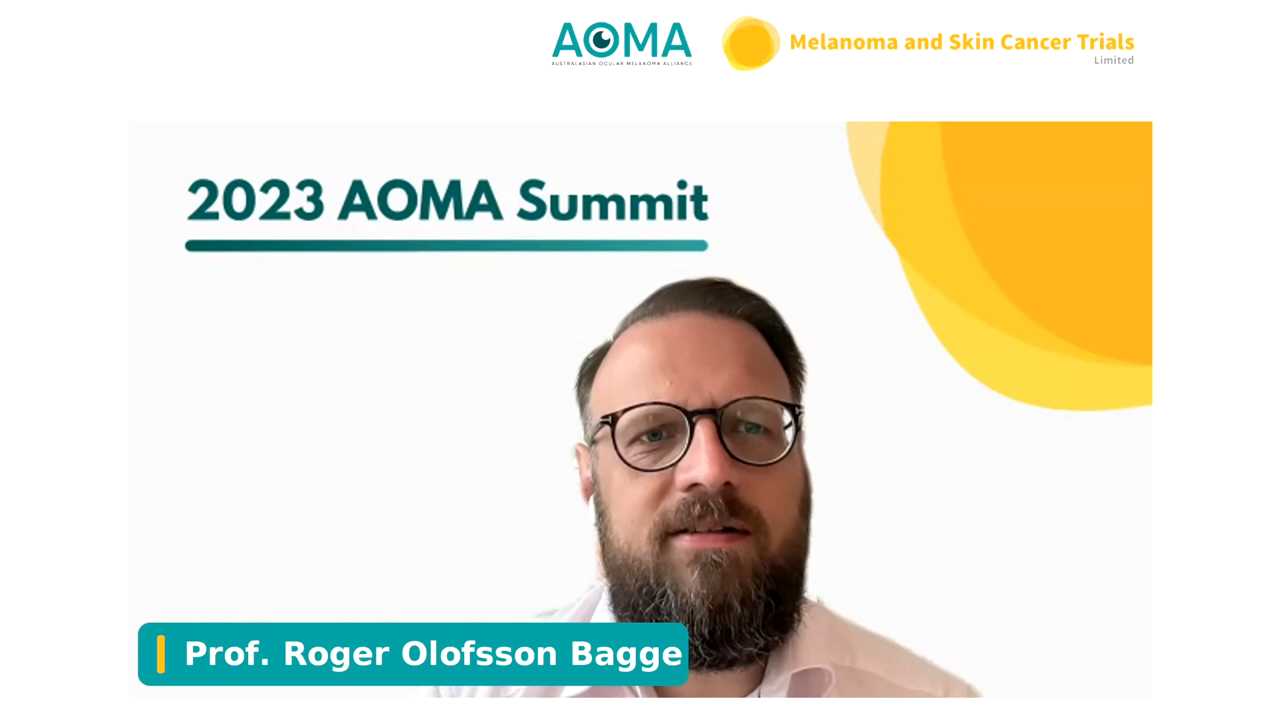 AOMA
AUSTRALASIAN OCULAR MELANOMA ALLIANCE
Melanoma and Skin Cancer Trials
Limited
2023 AOMA Summit
Prof. Roger Olofsson Bagge